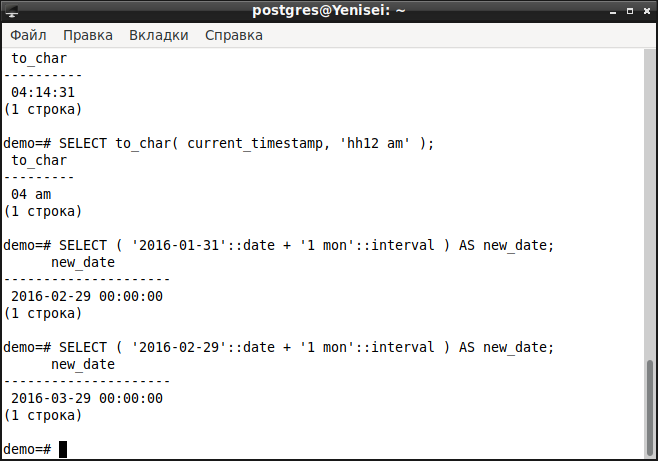 postgres@Yenisei: ~
Файл Правка Вкладки Справка
to_char
----------
04:14:31
(1 строка)
demo=# SELECT to_char( current_timestamp, 'hh12 am' );
to_char
---------
04 am
(1 строка)
demo=# SELECT ( '2016-01-31'::date + '1 mon'::interval ) AS new_date;
new_date
---------------------
2016-02-29 00:00:00
(1 строка)
demo=# SELECT ( '2016-02-29'::date + '1 mon'::interval ) AS new_date;
new_date
---------------------
2016-03-29 00:00:00
(1 строка)
demo=#